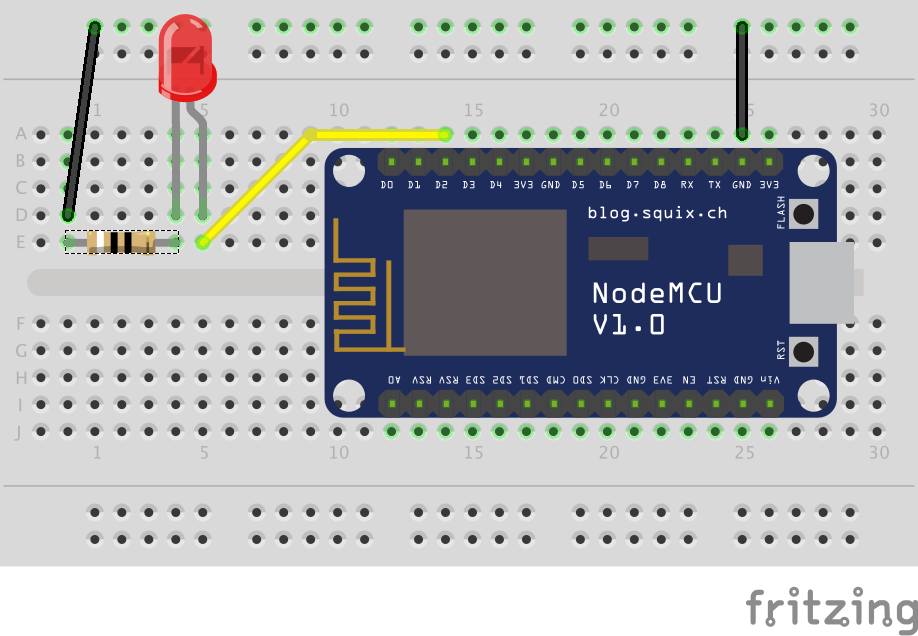 1 5 10 15 20 25 30
A
B
C
D
E
D0 D1 D2 D3 D4 3V3 GND D5 D6 D7 D8 RX TX GND 3V3
FLASH
blog.squix.ch
NodeMCU
V1.0
RST
F
G
H
I
J
A0 RSV RSV SD3 SD2 SD1 CMD SD0 CLK GND 3V3 EN RST GND Vin
1 5 10 15 20 25 30
fritzing